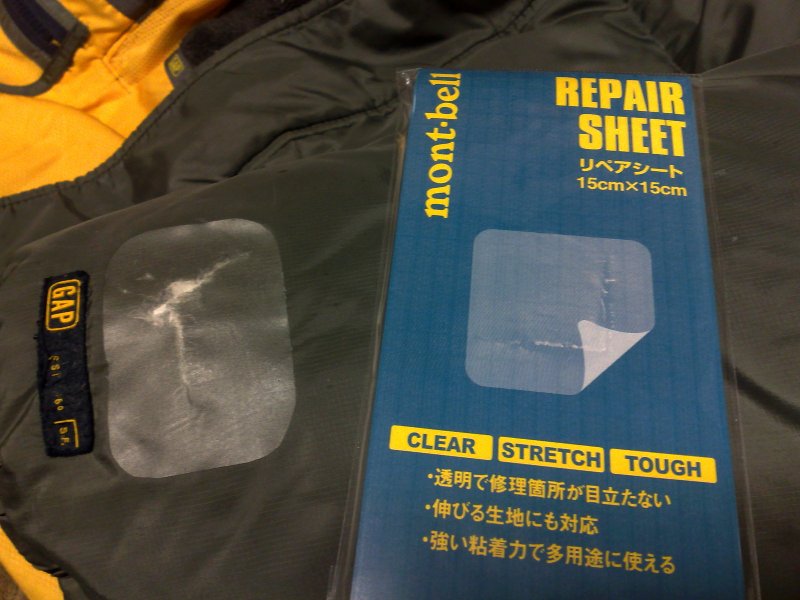 mont-bell
REPAIR
SHEET
リペアシート
15cm×15cm
CLEAR STRETCH TOUGH
・透明で修理箇所が目立たない
・伸びる生地にも対応
・強い粘着力で多用途に使える
GAP
S.F.